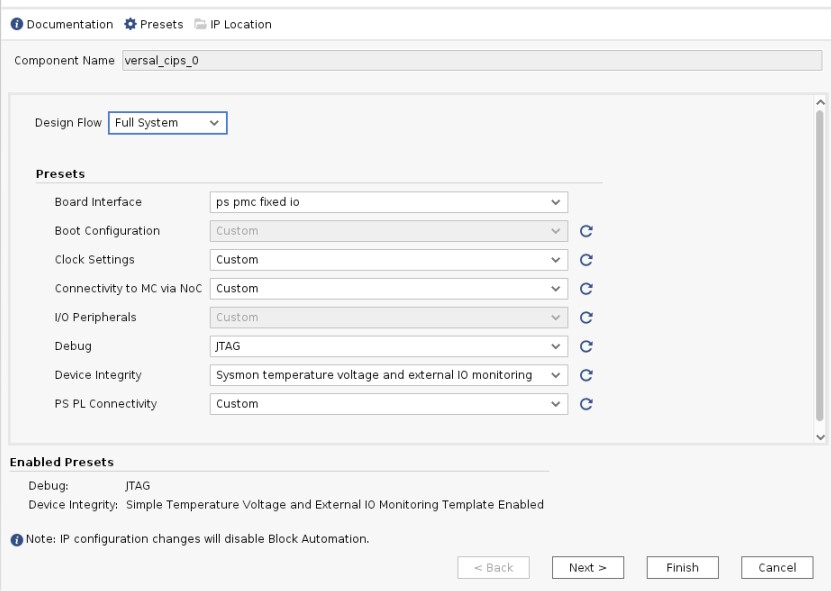 Documentation Presets IP Location
Component Name versal_cips_0
Design Flow Full System
Presets
Board Interface ps pmc fixed io
Boot Configuration Custom
Clock Settings Custom
Connectivity to MC via NoC Custom
I/O Peripherals Custom
Debug JTAG
Device Integrity Sysmon temperature voltage and external IO monitoring
PS PL Connectivity Custom
Enabled Presets
Debug: JTAG
Device Integrity: Simple Temperature Voltage and External IO Monitoring Template Enabled
Note: IP configuration changes will disable Block Automation.
< Back Next > Finish Cancel